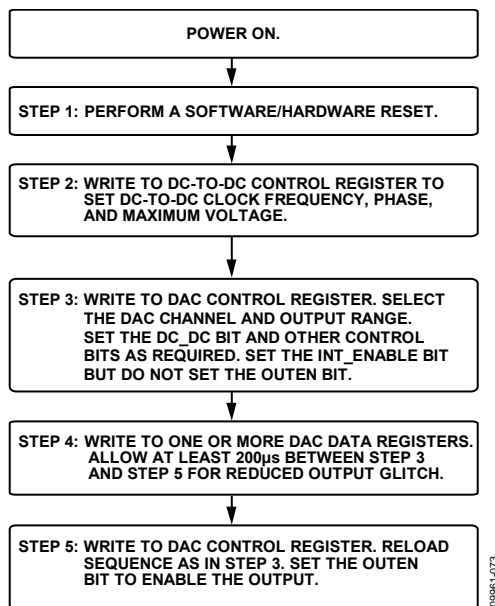 POWER ON.
STEP 1: PERFORM A SOFTWARE/HARDWARE RESET.
STEP 2: WRITE TO DC-TO-DC CONTROL REGISTER TO
SET DC-TO-DC CLOCK FREQUENCY, PHASE,
AND MAXIMUM VOLTAGE.
STEP 3: WRITE TO DAC CONTROL REGISTER. SELECT
THE DAC CHANNEL AND OUTPUT RANGE.
SET THE DC_DC BIT AND OTHER CONTROL
BITS AS REQUIRED. SET THE INT_ENABLE BIT
BUT DO NOT SET THE OUTEN BIT.
STEP 4: WRITE TO ONE OR MORE DAC DATA REGISTERS.
ALLOW AT LEAST 200µs BETWEEN STEP 3
AND STEP 5 FOR REDUCED OUTPUT GLITCH.
STEP 5: WRITE TO DAC CONTROL REGISTER. RELOAD
SEQUENCE AS IN STEP 3. SET THE OUTEN
BIT TO ENABLE THE OUTPUT.
09961-073